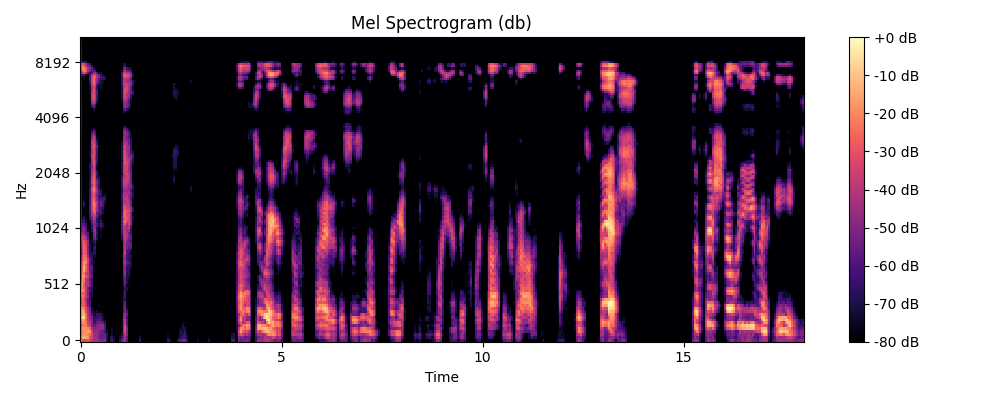 Mel Spectrogram (db)
8192
4096
2048
1024
512
0
Hz
0
5
10
15
Time
+0 dB
-10 dB
-20 dB
-30 dB
-40 dB
-50 dB
-60 dB
-70 dB
-80 dB